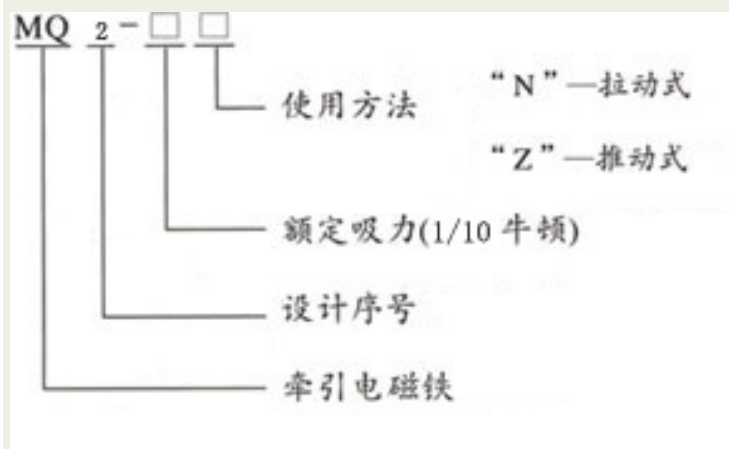 MQ 2-□□
使用方法 “N”—拉动式
“Z”—推动式
额定吸力(1/10牛顿)
设计序号
牵引电磁铁